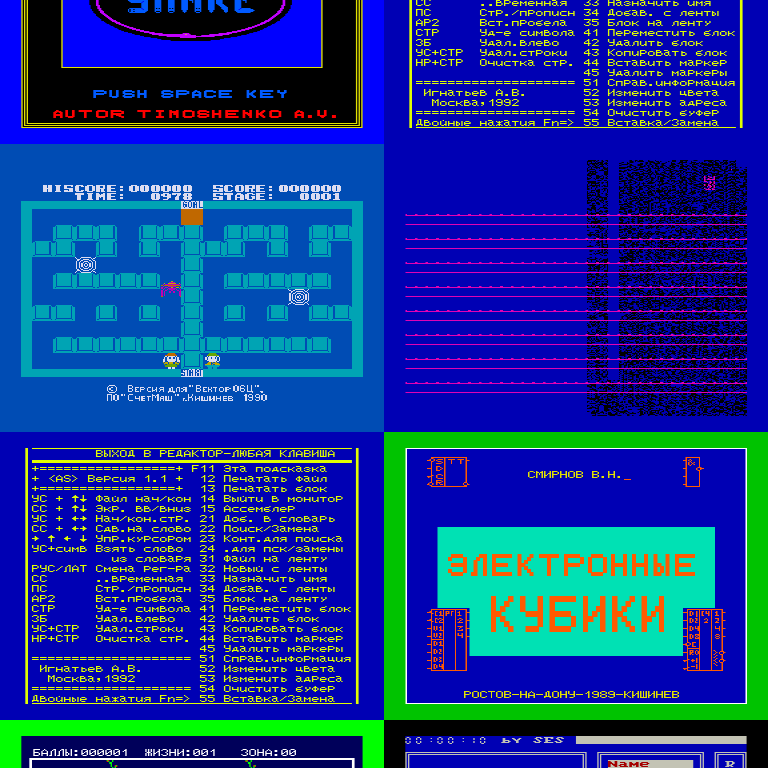 SNAKE
PUSH SPACE KEY
AUTOR TIMOSHENKO A.V.
СС ..ВРеменная 33 Назначить имя
ПС СтР./пРописн 34 Добав. с ленты
АР2 Вст.пРобела 35 Блок на ленту
СТР Уд-е символа 41 ПеРеместить блок
ЗБ Удал.Влево 42 Удалить блок
УС+СТР Удал.стРоки 43 КопиРовать блок
НР+СТР Очистка стР. 44 Вставить маРкеР
45 Удалить маРкеРы
================== 51 СпРав.инфоРмация
Игнатьев А.В. 52 Изменить цвета
Москва,1992 53 Изменить адРеса
================== 54 Очистить буфеР
Двойные нажатия Fn=> 55 Вставка/Замена
HISCORE:000000 SCORE:000000
TIME: 0978 STAGE: 0001
GOAL
START
© Версия для"Вектор06Ц",
ПО"СчетМаш",Кишинев 1990
ВЫХОД В РЕДАКТОР-ЛЮБАЯ КЛАВИША
+==================+ F11 Эта подсказка
+ <AS> ВеРсия 1.1 + 12 Печатать файл
+==================+ 13 Печатать блок
УС + ↑↓ Файл нач/кон 14 Выйти в монитоР
СС + ↑↓ ЭкР. ВВ/Вниз 15 АссемблеР
УС + ↔ Нач/кон.стР. 21 Доб. в словаРь
СС + ↔ Сдв.на слово 22 Поиск/Замена
→ ↑ ← ↓ УпР.куРсоРом 23 Конт.для поиска
УС+симв Взять слово 24 .для пск/замены
из словаРя 31 Файл на ленту
РУС/ЛАТ Смена Рег-Ра 32 Новый с ленты
СС ..ВРеменная 33 Назначить имя
ПС СтР./пРописн 34 Добав. с ленты
АР2 Вст.пРобела 35 Блок на ленту
СТР Уд-е символа 41 ПеРеместить блок
ЗБ Удал.Влево 42 Удалить блок
УС+СТР Удал.стРоки 43 КопиРовать блок
НР+СТР Очистка стР. 44 Вставить маРкеР
45 Удалить маРкеРы
================== 51 СпРав.инфоРмация
Игнатьев А.В. 52 Изменить цвета
Москва,1992 53 Изменить адРеса
================== 54 Очистить буфеР
Двойные нажатия Fn=> 55 Вставка/Замена
СМИРНОВ В.Н._
ЭЛЕКТРОННЫЕ
КУБИКИ
РОСТОВ-НА-ДОНУ-1989-КИШИНЕВ
БАЛЛЫ:000001 ЖИЗНИ:001 ЗОНА:00
00:00:10 BY SES
Name
R